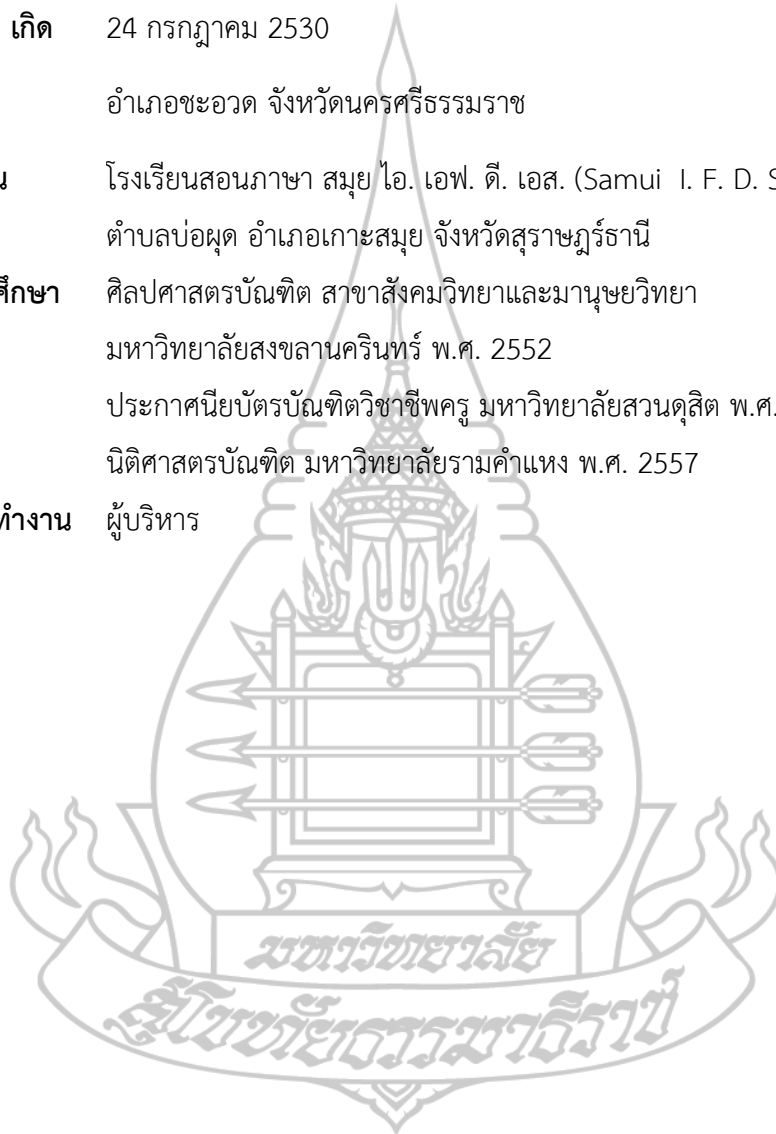 เกิด 24 กรกฎาคม 2530
อำเภอชะอวด จังหวัดนครศรีธรรมราช
โรงเรียนสอนภาษา สมุย ไอ. เอฟ. ดี. เอส. (Samui I. F. D. S
ตำบลบ่อผุด อำเภอเกาะสมุย จังหวัดสุราษฎร์ธานี
ศึกษา ศิลปศาสตรบัณฑิต สาขาสังคมวิทยาและมานุษยวิทยา
มหาวิทยาลัยสงขลานครินทร์ พ.ศ. 2552
ประกาศนียบัตรบัณฑิตวิชาชีพครู มหาวิทยาลัยสวนดุสิต พ.ศ.
นิติศาสตรบัณฑิต มหาวิทยาลัยรามคำแหง พ.ศ. 2557
ทำงาน ผู้บริหาร
มหาวิทยาลัย
สุโขทัยธรรมาธิราช